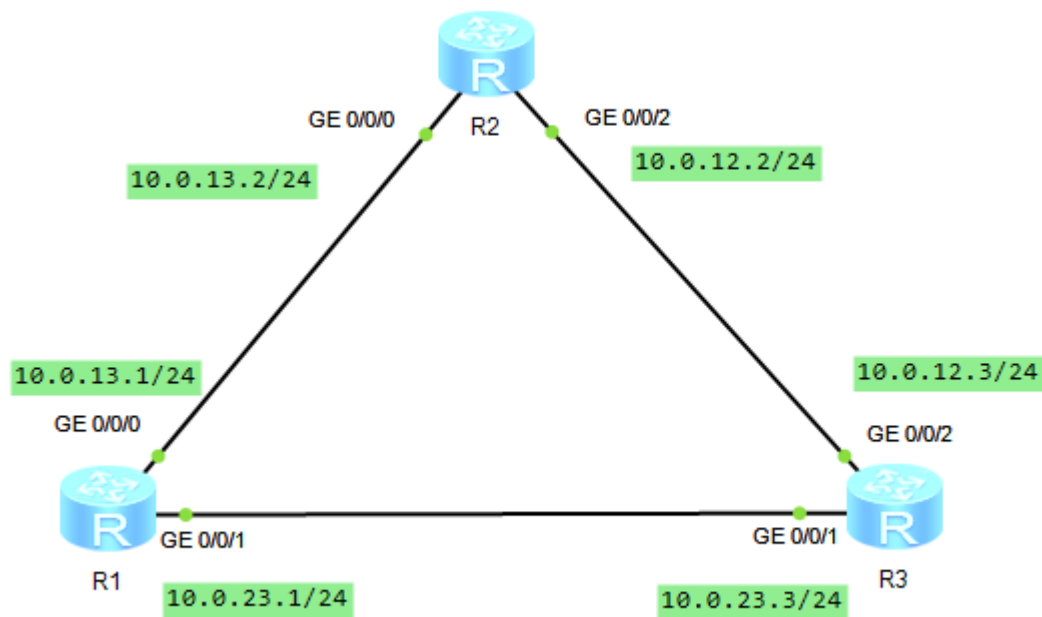 R
GE 0/0/0
R2
GE 0/0/2
10.0.13.2/24
10.0.12.2/24
10.0.13.1/24
10.0.12.3/24
GE 0/0/0
GE 0/0/2
R
GE 0/0/1
GE 0/0/1
R
R1
R3
10.0.23.1/24
10.0.23.3/24